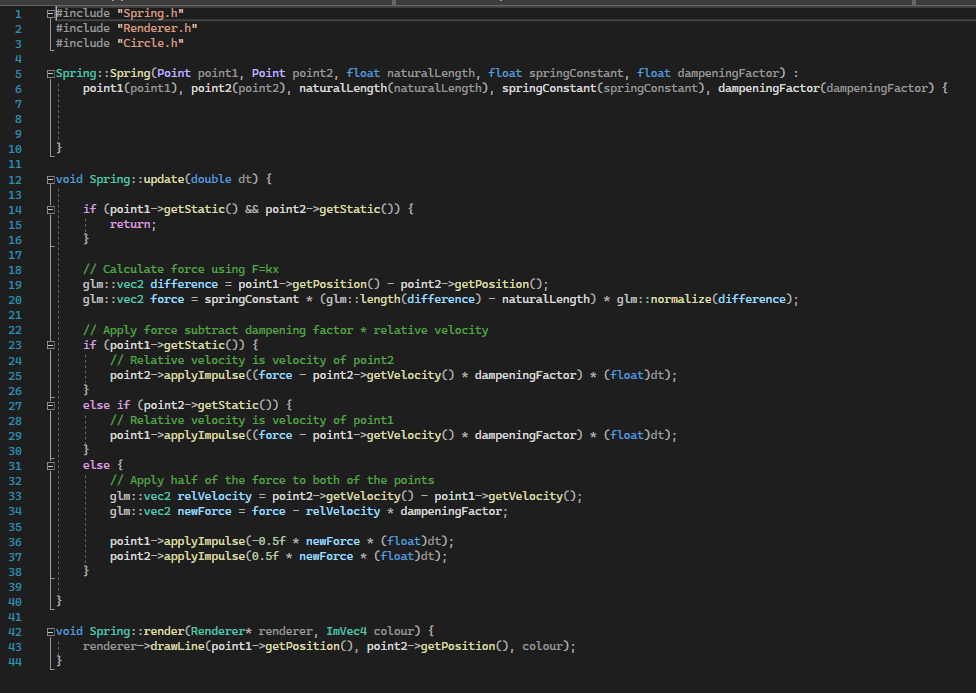 1 #include "Spring.h"
2 #include "Renderer.h"
3 #include "Circle.h"
4
5 Spring::Spring(Point point1, Point point2, float naturalLength, float springConstant, float dampeningFactor) :
6     point1(point1), point2(point2), naturalLength(naturalLength), springConstant(springConstant), dampeningFactor(dampeningFactor) {
7
8
9
10 }
11
12 void Spring::update(double dt) {
13
14     if (point1->getStatic() && point2->getStatic()) {
15         return;
16     }
17
18     // Calculate force using F=kx
19     glm::vec2 difference = point1->getPosition() - point2->getPosition();
20     glm::vec2 force = springConstant * (glm::length(difference) - naturalLength) * glm::normalize(difference);
21
22     // Apply force subtract dampening factor * relative velocity
23     if (point1->getStatic()) {
24         // Relative velocity is velocity of point2
25         point2->applyImpulse((force - point2->getVelocity() * dampeningFactor) * (float)dt);
26     }
27     else if (point2->getStatic()) {
28         // Relative velocity is velocity of point1
29         point1->applyImpulse((force - point1->getVelocity() * dampeningFactor) * (float)dt);
30     }
31     else {
32         // Apply half of the force to both of the points
33         glm::vec2 relVelocity = point2->getVelocity() - point1->getVelocity();
34         glm::vec2 newForce = force - relVelocity * dampeningFactor;
35
36         point1->applyImpulse(-0.5f * newForce * (float)dt);
37         point2->applyImpulse(0.5f * newForce * (float)dt);
38     }
39
40 }
41
42 void Spring::render(Renderer* renderer, ImVec4 colour) {
43     renderer->drawLine(point1->getPosition(), point2->getPosition(), colour);
44 }